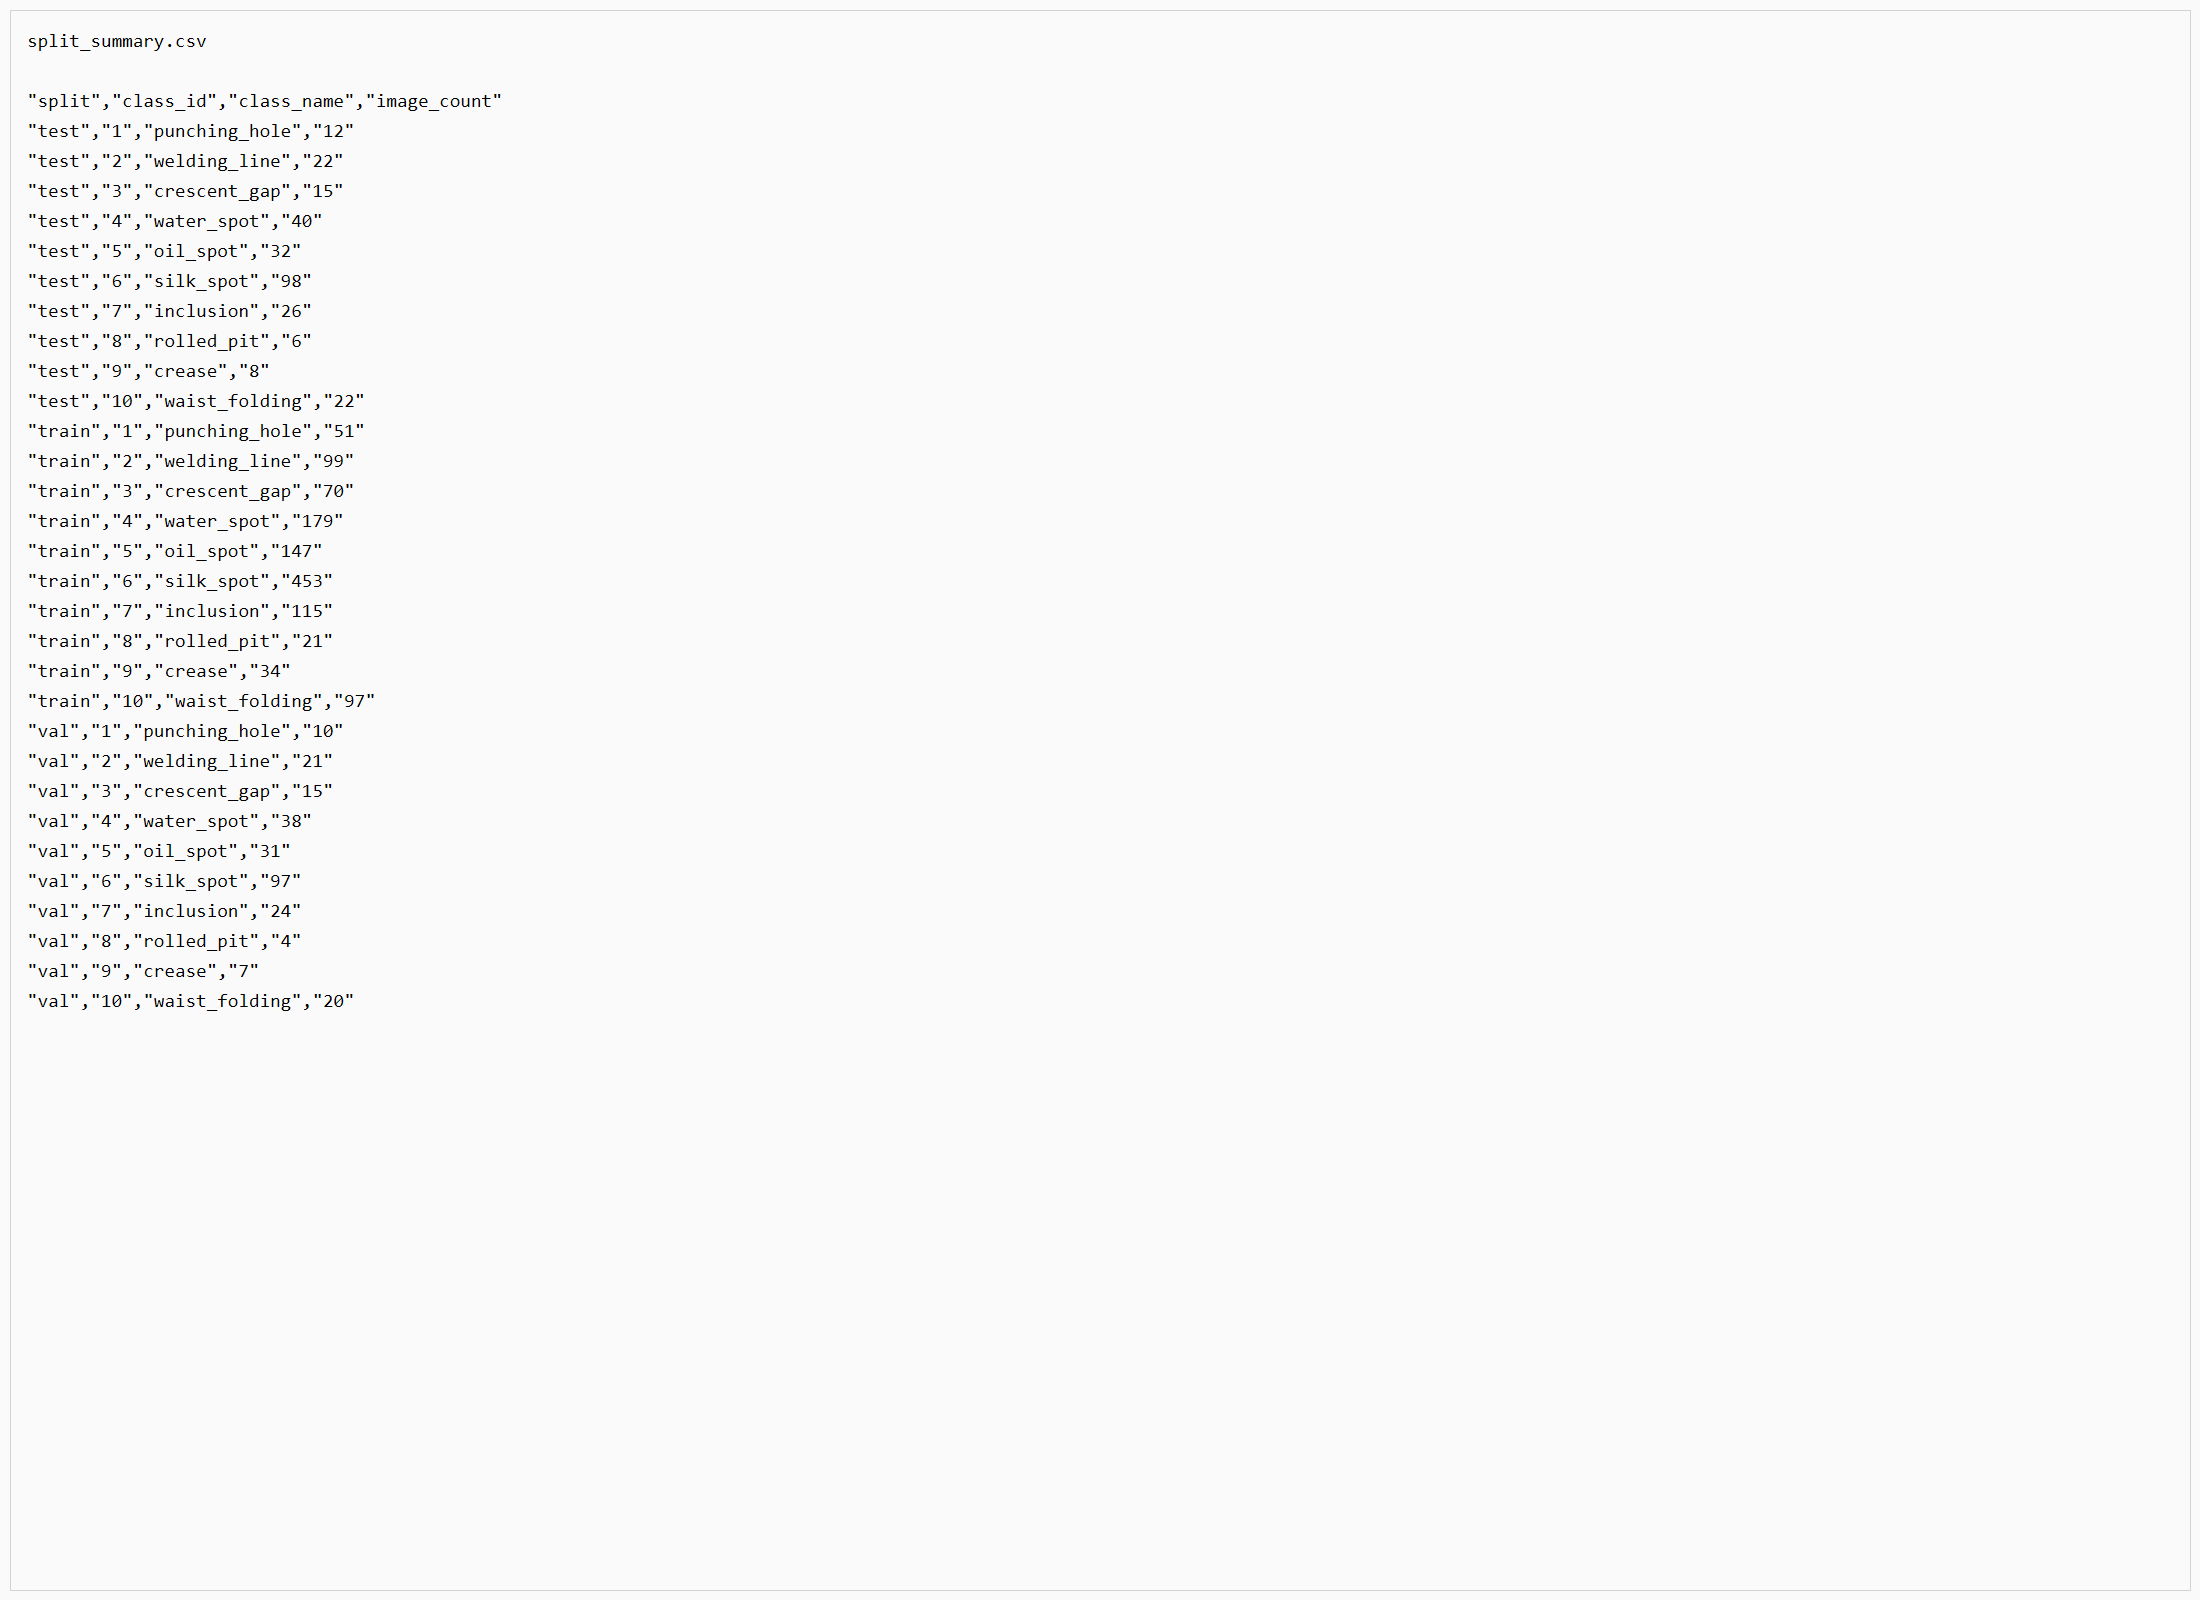 split_summary.csv
"split","class_id","class_name","image_count"
"test","1","punching_hole","12"
"test","2","welding_line","22"
"test","3","crescent_gap","15"
"test","4","water_spot","40"
"test","5","oil_spot","32"
"test","6","silk_spot","98"
"test","7","inclusion","26"
"test","8","rolled_pit","6"
"test","9","crease","8"
"test","10","waist_folding","22"
"train","1","punching_hole","51"
"train","2","welding_line","99"
"train","3","crescent_gap","70"
"train","4","water_spot","179"
"train","5","oil_spot","147"
"train","6","silk_spot","453"
"train","7","inclusion","115"
"train","8","rolled_pit","21"
"train","9","crease","34"
"train","10","waist_folding","97"
"val","1","punching_hole","10"
"val","2","welding_line","21"
"val","3","crescent_gap","15"
"val","4","water_spot","38"
"val","5","oil_spot","31"
"val","6","silk_spot","97"
"val","7","inclusion","24"
"val","8","rolled_pit","4"
"val","9","crease","7"
"val","10","waist_folding","20"